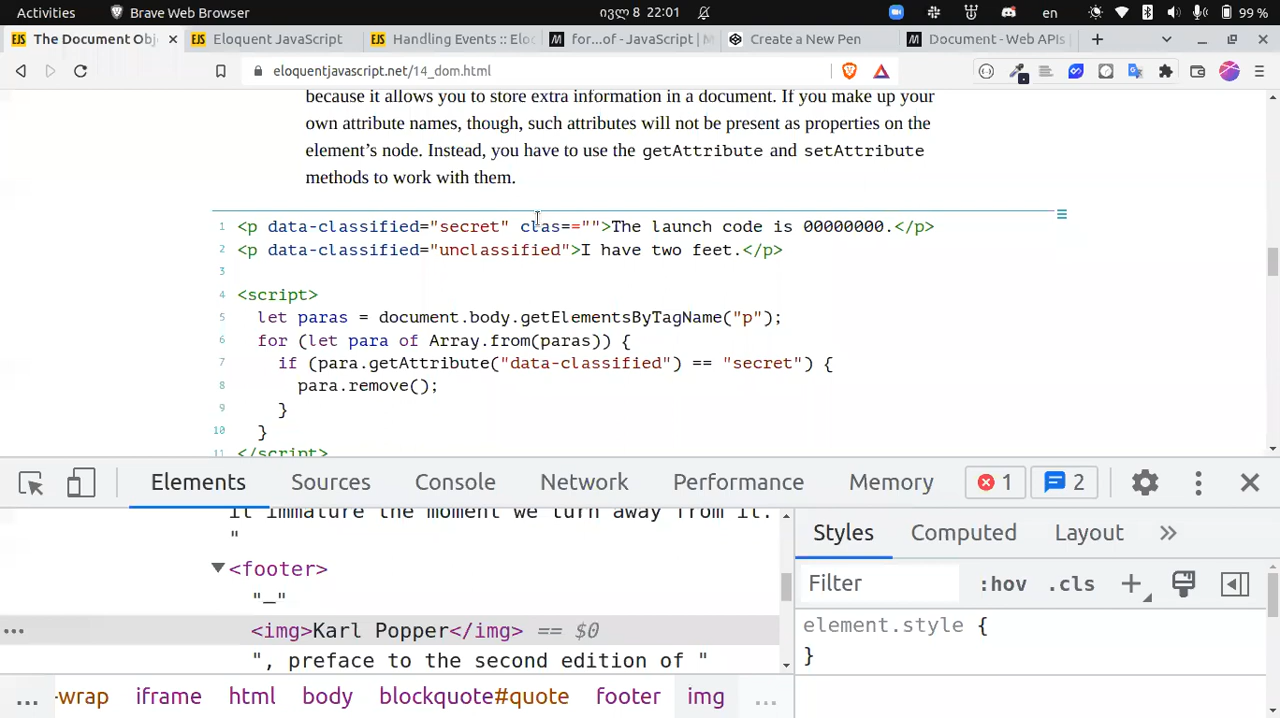 Activities Brave Web Browser ივლ 8 22:01 en 99 %
The Document Obj Eloquent JavaScript Handling Events :: Elo for...of - JavaScript | M Create a New Pen Document - Web APIs |
eloquentjavascript.net/14_dom.html
because it allows you to store extra information in a document. If you make up your
own attribute names, though, such attributes will not be present as properties on the
element’s node. Instead, you have to use the getAttribute and setAttribute
methods to work with them.
1 <p data-classified="secret" clas=="">The launch code is 00000000.</p>
2 <p data-classified="unclassified">I have two feet.</p>
3
4 <script>
5 let paras = document.body.getElementsByTagName("p");
6 for (let para of Array.from(paras)) {
7 if (para.getAttribute("data-classified") == "secret") {
8 para.remove();
9 }
10 }
11 </script>
Elements Sources Console Network Performance Memory 1 2
it immature the moment we turn away from it.
"
<footer>
"—"
<img>Karl Popper</img> == $0
", preface to the second edition of "
Styles Computed Layout
Filter :hov .cls
element.style {
}
... -wrap iframe html body blockquote#quote footer img ...